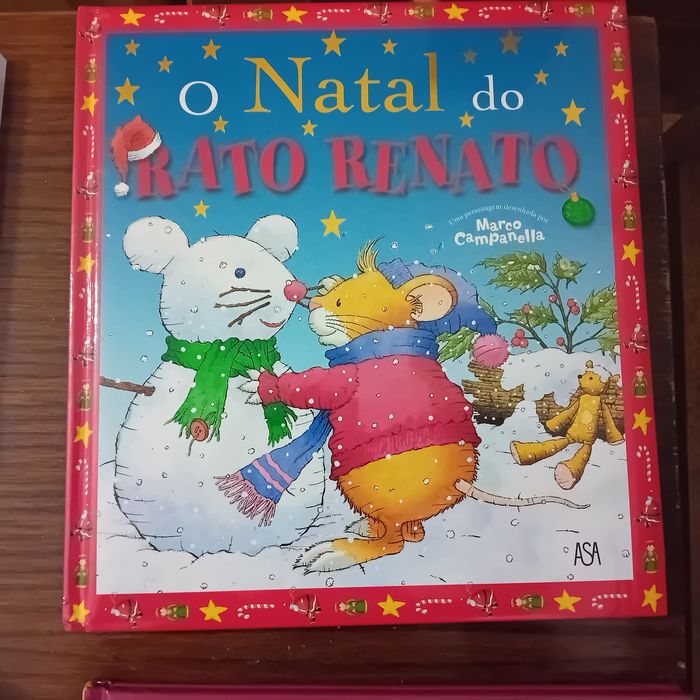 O Natal do
RATO RENATO
Uma personagem desenhada por
Marco
Campanella
ASA